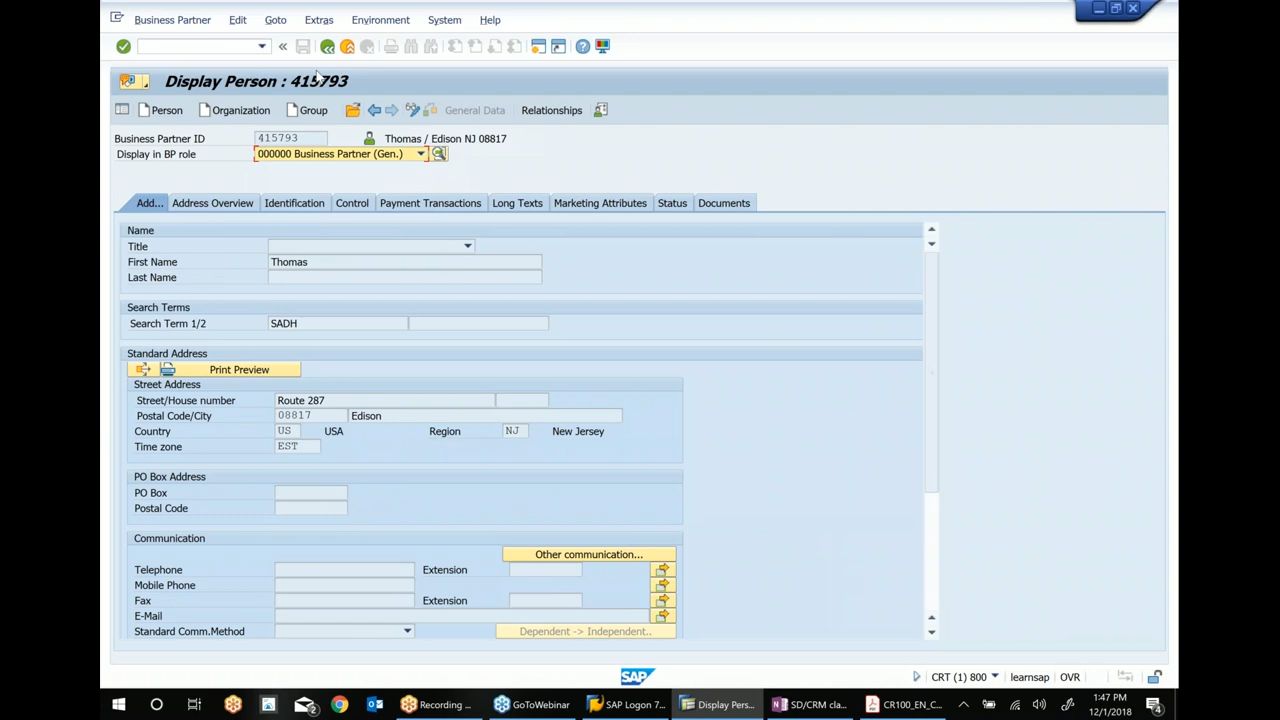 Business Partner Edit Goto Extras Environment System Help
Display Person : 415793
Person Organization Group General Data Relationships
Business Partner ID 415793 Thomas / Edison NJ 08817
Display in BP role 000000 Business Partner (Gen.)
Add... Address Overview Identification Control Payment Transactions Long Texts Marketing Attributes Status Documents
Name
Title
First Name Thomas
Last Name
Search Terms
Search Term 1/2 SADH
Standard Address
Print Preview
Street Address
Street/House number Route 287
Postal Code/City 08817 Edison
Country US USA Region NJ New Jersey
Time zone EST
PO Box Address
PO Box
Postal Code
Communication
Other communication...
Telephone Extension
Mobile Phone
Fax Extension
E-Mail
Standard Comm.Method Dependent -> Independent..
SAP CRT (1) 800 learnsap OVR
Recording ... GoToWebinar SAP Logon 7... Display Pers... SD/CRM cla... CR100_EN_C... 1:47 PM
12/1/2018 4